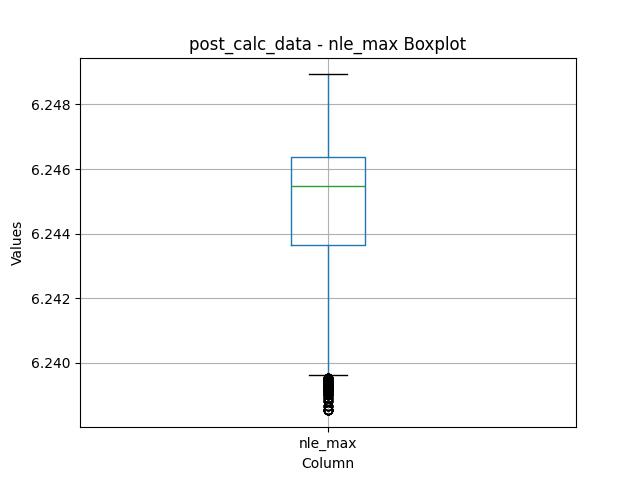 post_calc_data - nle_max Boxplot
6.248
6.246
6.244
6.242
6.240
Values
nle_max
Column